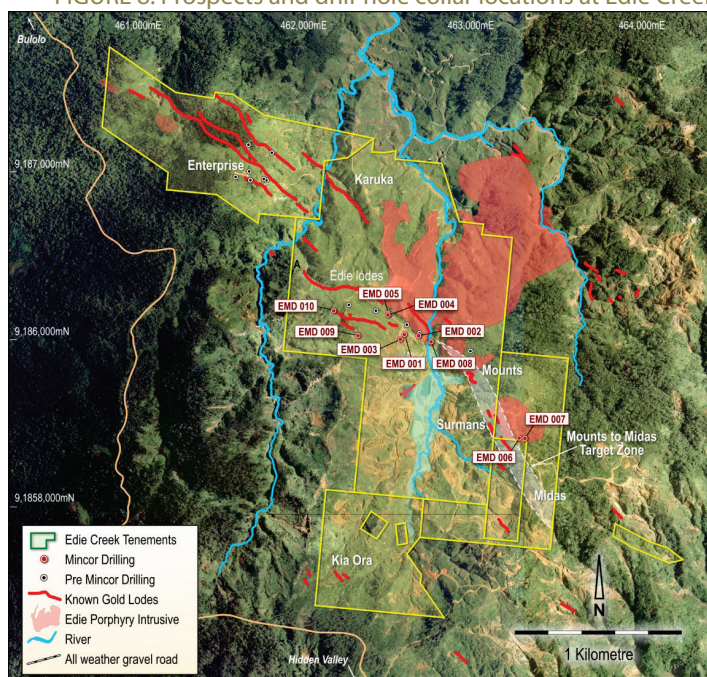 FIGURE 8: Prospects and drill hole collar locations at Edie Creek
461,000mN
462,000mN
463,000mN
464,000mN
Bulolo
9,187,000mN
Enterprise
Karuka
A
Edie lodes
EMD 005
EMD 004
EMD 010
9,186,000mN
EMD 009
EMD 002
EMD 003
EMD 001
EMD 008
Mounts
Surmans
EMD 007
EMD 006
Mounts to Midas
Target Zone
Midas
9,1858,000mN
Kia Ora
Hidden Valley
Edie Creek Tenements
Mincor Drilling
Pre Mincor Drilling
Known Gold Lodes
Edie Porphyry Intrusive
River
All weather gravel road
N
1 Kilometre